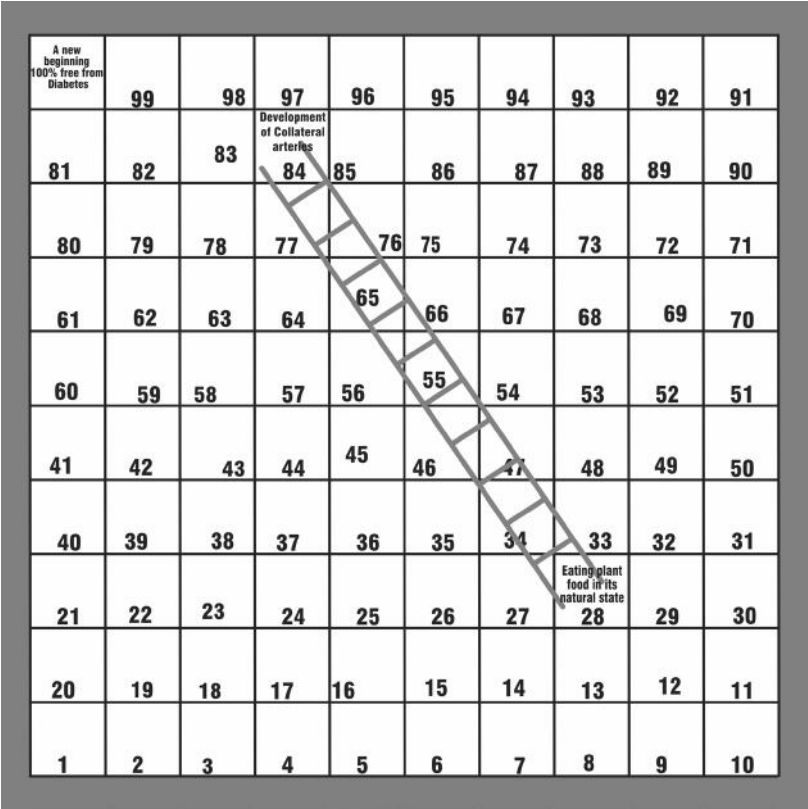 A new
beginning
100% free from
Diabetes
99 98 97 96 95 94 93 92 91
Development
of Collateral
arteries
81 82 83 84 85 86 87 88 89 90
80 79 78 77 76 75 74 73 72 71
61 62 63 64 65 66 67 68 69 70
60 59 58 57 56 55 54 53 52 51
41 42 43 44 45 46 47 48 49 50
40 39 38 37 36 35 34 33 32 31
Eating plant
food in its
natural state
21 22 23 24 25 26 27 28 29 30
20 19 18 17 16 15 14 13 12 11
1 2 3 4 5 6 7 8 9 10